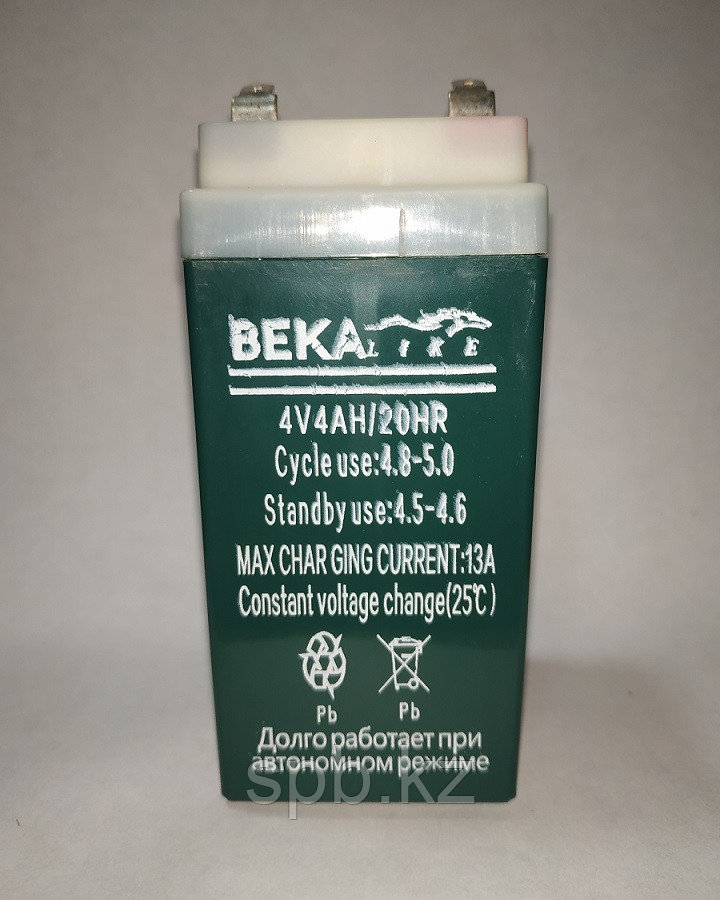 BEKA LIKE
4V4AH/20HR
Cycle use:4.8-5.0
Standby use:4.5-4.6
MAX CHAR GING CURRENT:13A
Constant voltage change(25℃)
Pb Pb
Долго работает при
автономном режиме
spb.kz